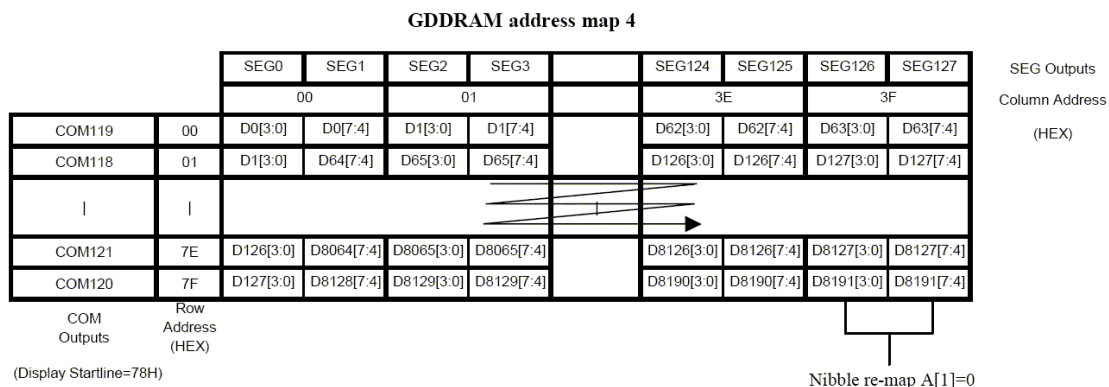 GDDRAM address map 4
SEG0 SEG1 SEG2 SEG3 SEG124 SEG125 SEG126 SEG127 SEG Outputs
00 01 3E 3F Column Address
(HEX)
COM119 00 D0[3:0] D0[7:4] D1[3:0] D1[7:4] D62[3:0] D62[7:4] D63[3:0] D63[7:4]
COM118 01 D1[3:0] D64[7:4] D65[3:0] D65[7:4] D126[3:0] D126[7:4] D127[3:0] D127[7:4]
| | |
COM121 7E D126[3:0] D8064[7:4] D8065[3:0] D8065[7:4] D8126[3:0] D8126[7:4] D8127[3:0] D8127[7:4]
COM120 7F D127[3:0] D8128[7:4] D8129[3:0] D8129[7:4] D8190[3:0] D8190[7:4] D8191[3:0] D8191[7:4]
COM
Outputs
Row
Address
(HEX)
(Display Startline=78H)
Nibble re-map A[1]=0